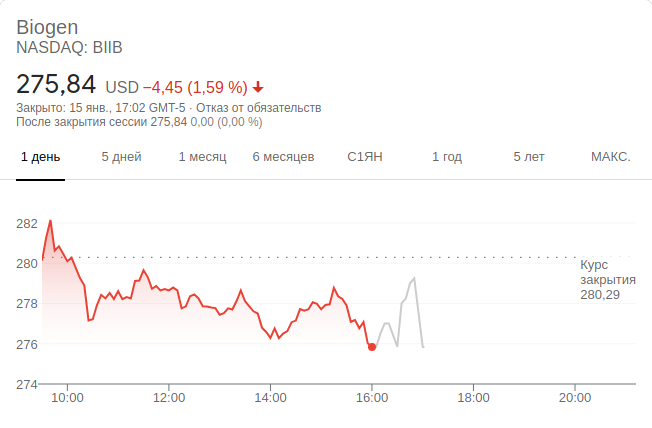 Biogen
NASDAQ: BIIB
275,84 USD −4,45 (1,59 %)
Закрыто: 15 янв., 17:02 GMT-5 · Отказ от обязательств
После закрытия сессии 275,84 0,00 (0,00 %)
1 день 5 дней 1 месяц 6 месяцев С1ЯН 1 год 5 лет МАКС.
282
280
278
276
274
Курс
закрытия
280,29
10:00 12:00 14:00 16:00 18:00 20:00